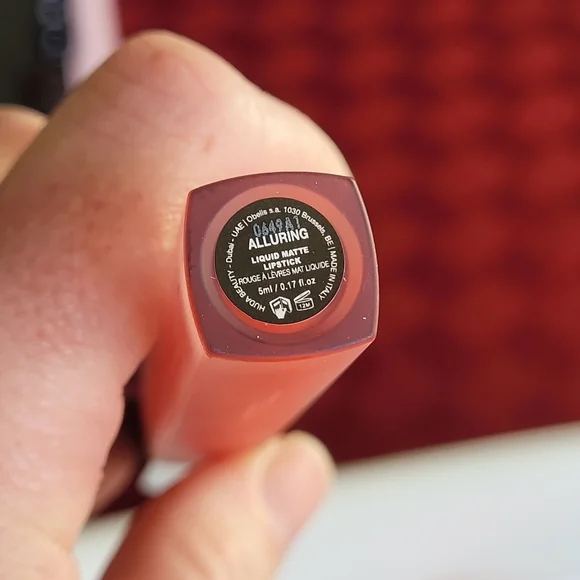 HUDA BEAUTY - Dubai - UAE | Obelis s.a. 1030 Brussels, BE | MADE IN ITALY
0649A1
ALLURING
LIQUID MATTE
LIPSTICK
ROUGE À LÈVRES MAT LIQUIDE
5ml / 0.17 fl.oz
12M